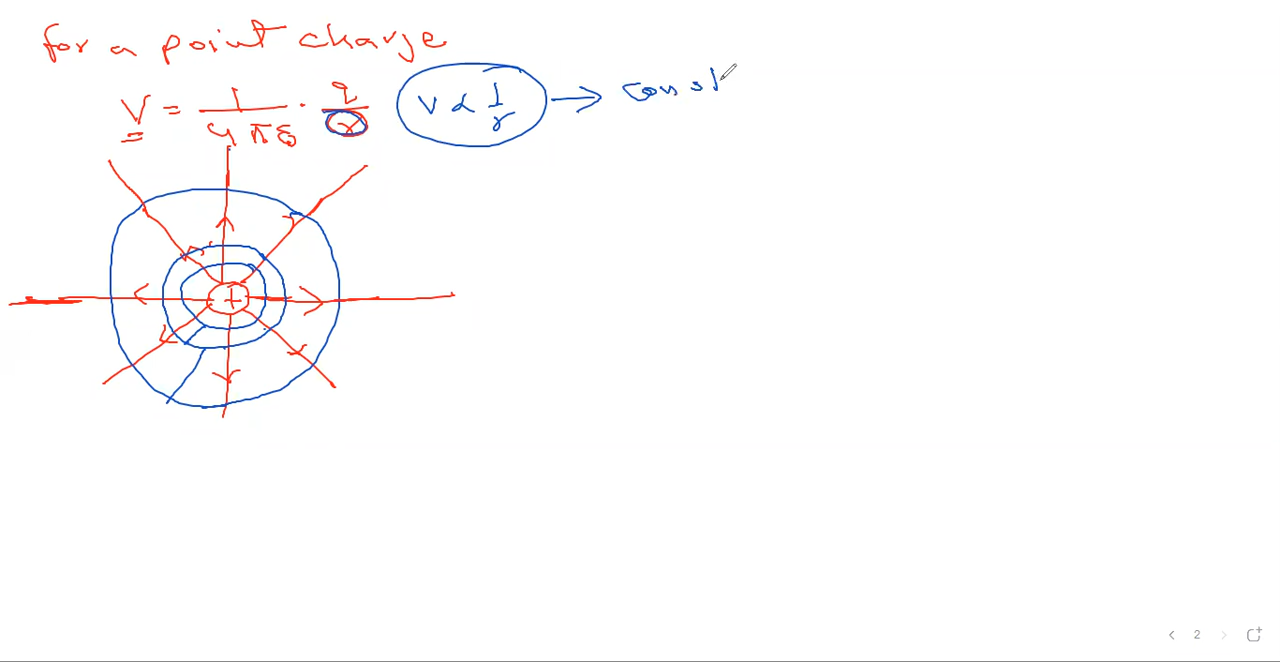 for a point charge
V = 1/4πε₀ · q/r V ∝ 1/r → const
+
2